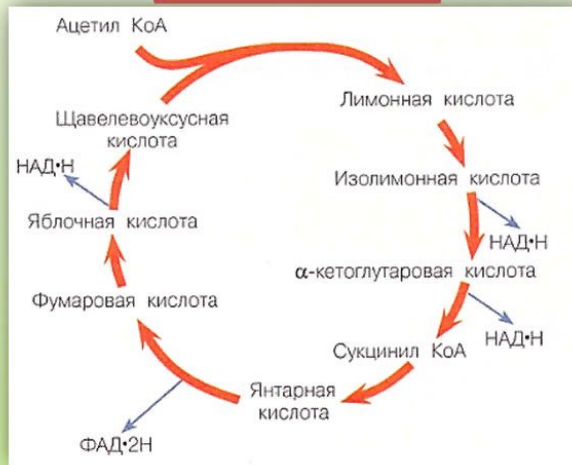 Ацетил КоА
Лимонная кислота
Изолимонная кислота
НАД•Н
α-кетоглутаровая кислота
НАД•Н
Сукцинил КоА
Янтарная
кислота
ФАД•2Н
Фумаровая кислота
Яблочная кислота
НАД•Н
Щавелевоуксусная
кислота